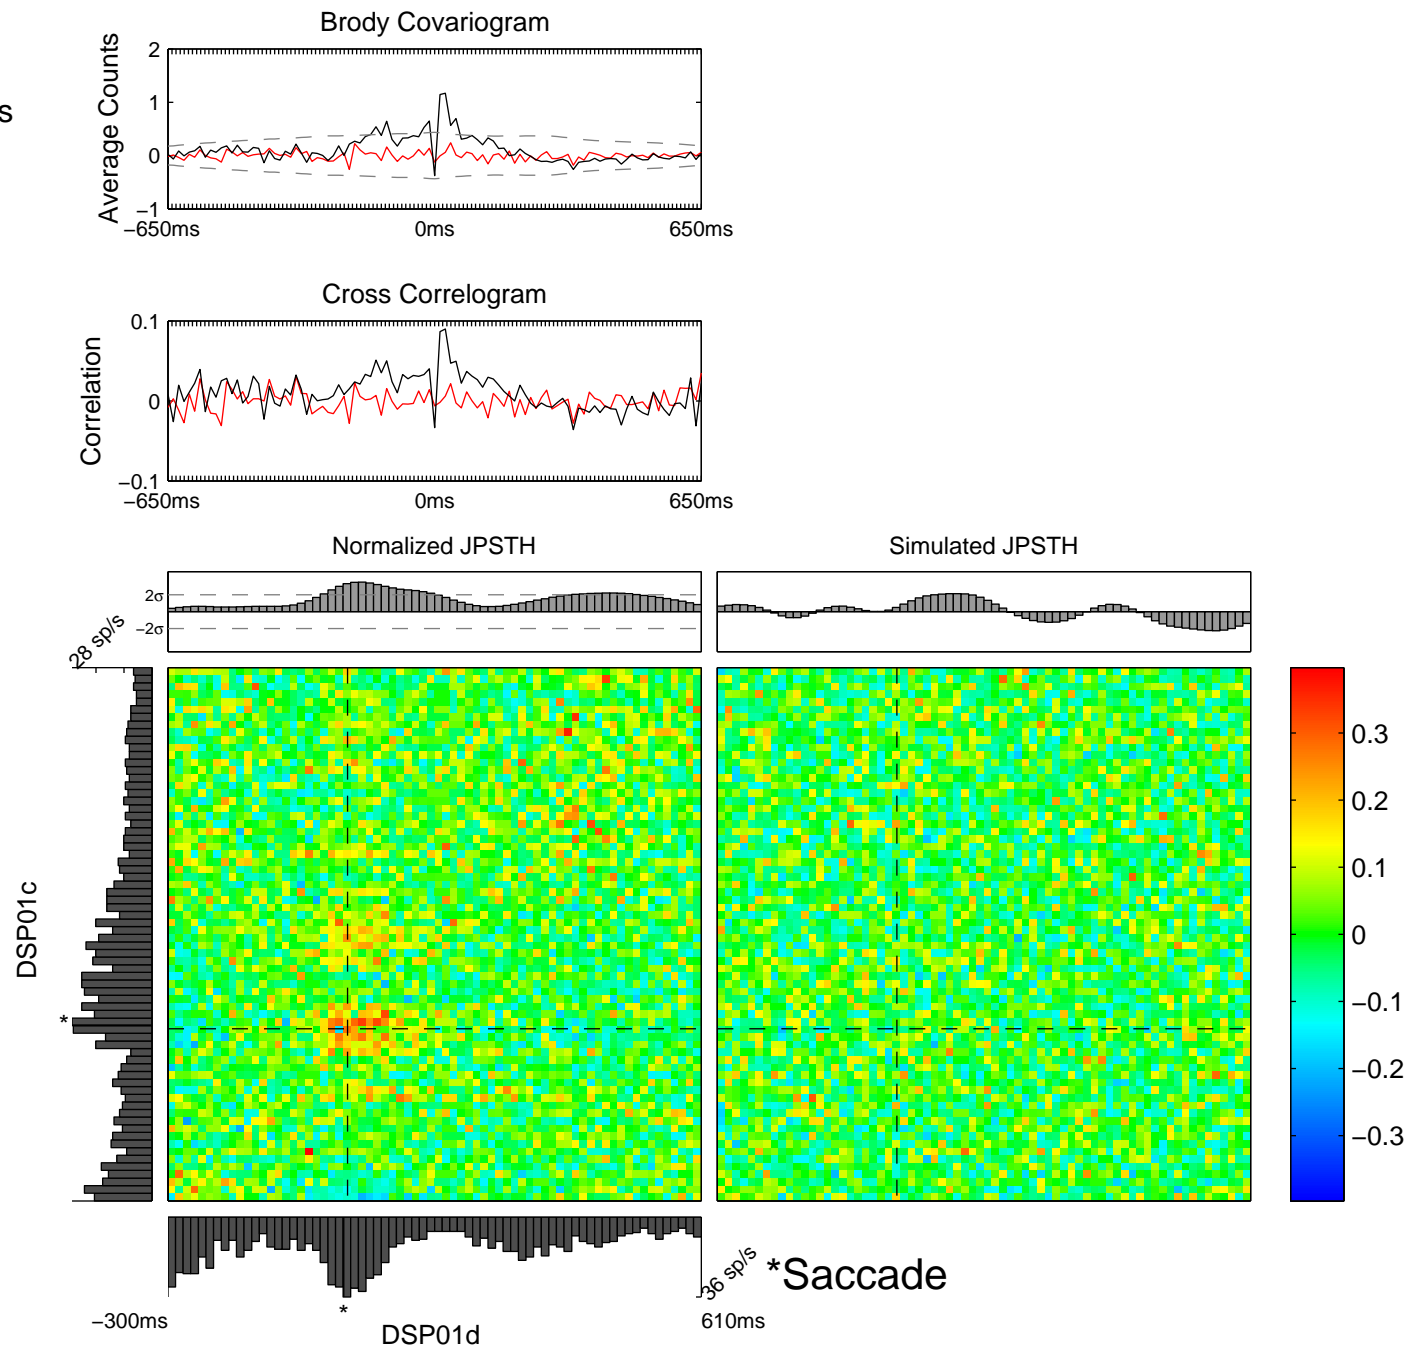 Brody Covariogram
s
Average Counts
2
1
0
−1
−650ms
0ms
650ms
Cross Correlogram
Correlation
0.1
0
−0.1
−650ms
0ms
650ms
Normalized JPSTH
Simulated JPSTH
2σ
−2σ
28 sp/s
DSP01c
*
0.3
0.2
0.1
0
−0.1
−0.2
−0.3
36 sp/s
*Saccade
*
−300ms
610ms
DSP01d